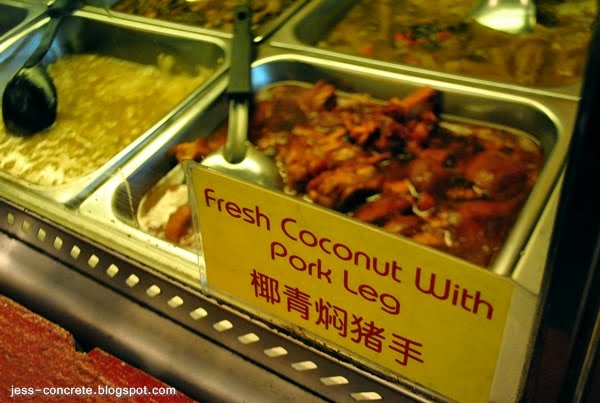 Fresh Coconut With
Pork Leg
椰青焖猪手
jess-concrete.blogspot.com